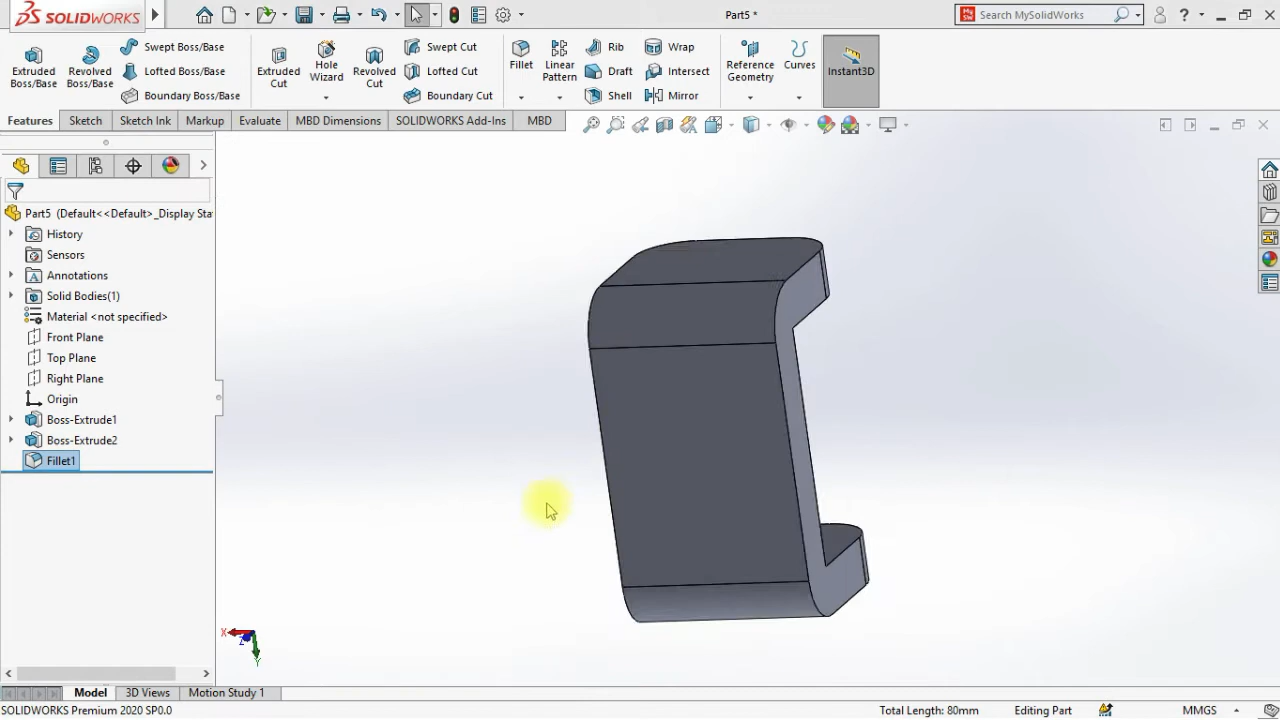 SOLIDWORKS
Part5 *
Search MySolidWorks
Extruded Boss/Base
Revolved Boss/Base
Swept Boss/Base
Lofted Boss/Base
Boundary Boss/Base
Extruded Cut
Hole Wizard
Revolved Cut
Swept Cut
Lofted Cut
Boundary Cut
Fillet
Linear Pattern
Rib
Draft
Shell
Wrap
Intersect
Mirror
Reference Geometry
Curves
Instant3D
Features
Sketch
Sketch Ink
Markup
Evaluate
MBD Dimensions
SOLIDWORKS Add-Ins
MBD
Part5 (Default<<Default>_Display Sta
History
Sensors
Annotations
Solid Bodies(1)
Material <not specified>
Front Plane
Top Plane
Right Plane
Origin
Boss-Extrude1
Boss-Extrude2
Fillet1
X
Z
Y
Model
3D Views
Motion Study 1
SOLIDWORKS Premium 2020 SP0.0
Total Length: 80mm
Editing Part
MMGS